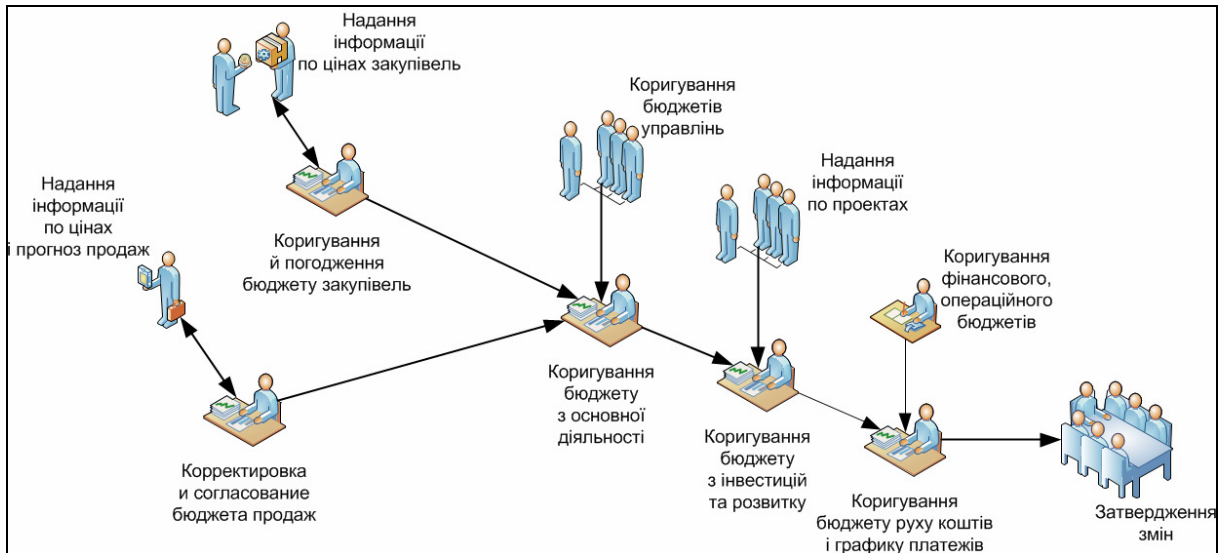 Надання
інформації
по цінах закупівель
Коригування
бюджетів
управлінь
Надання
інформації
по проектах
Надання
інформації
по цінах
і прогноз продаж
Коригування
й погодження
бюджету закупівель
Коригування
фінансового,
операційного
бюджетів
Коригування
бюджету
з основної
діяльності
Коригування
бюджету
з інвестицій
та розвитку
Корректировка
и согласование
бюджета продаж
Коригування
бюджету руху коштів
і графику платежів
Затвердження
змін